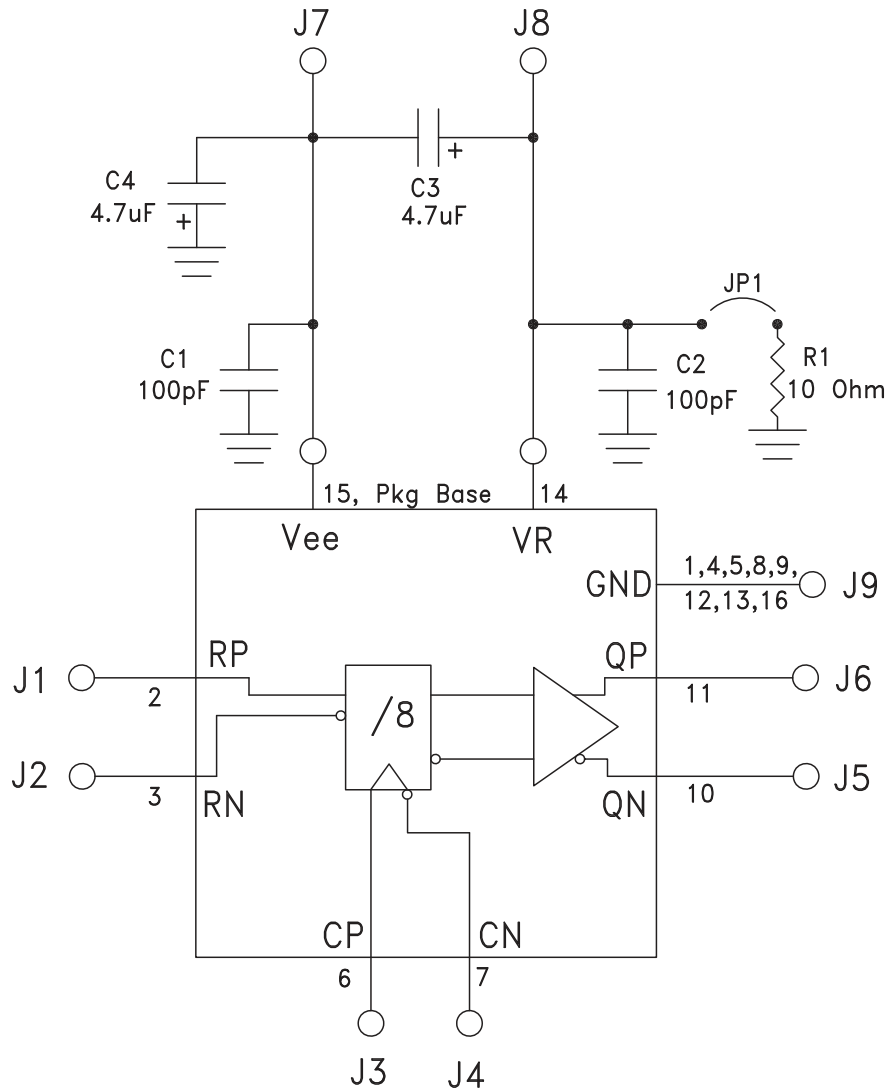 J7
J8
C4
4.7uF
+
+
C3
4.7uF
JP1
C1
100pF
C2
100pF
R1
10 Ohm
15, Pkg Base
14
Vee
VR
GND
1,4,5,8,9,
12,13,16
J9
J1
2
RP
/8
QP
11
J6
J2
3
RN
QN
10
J5
CP
CN
6
7
J3
J4